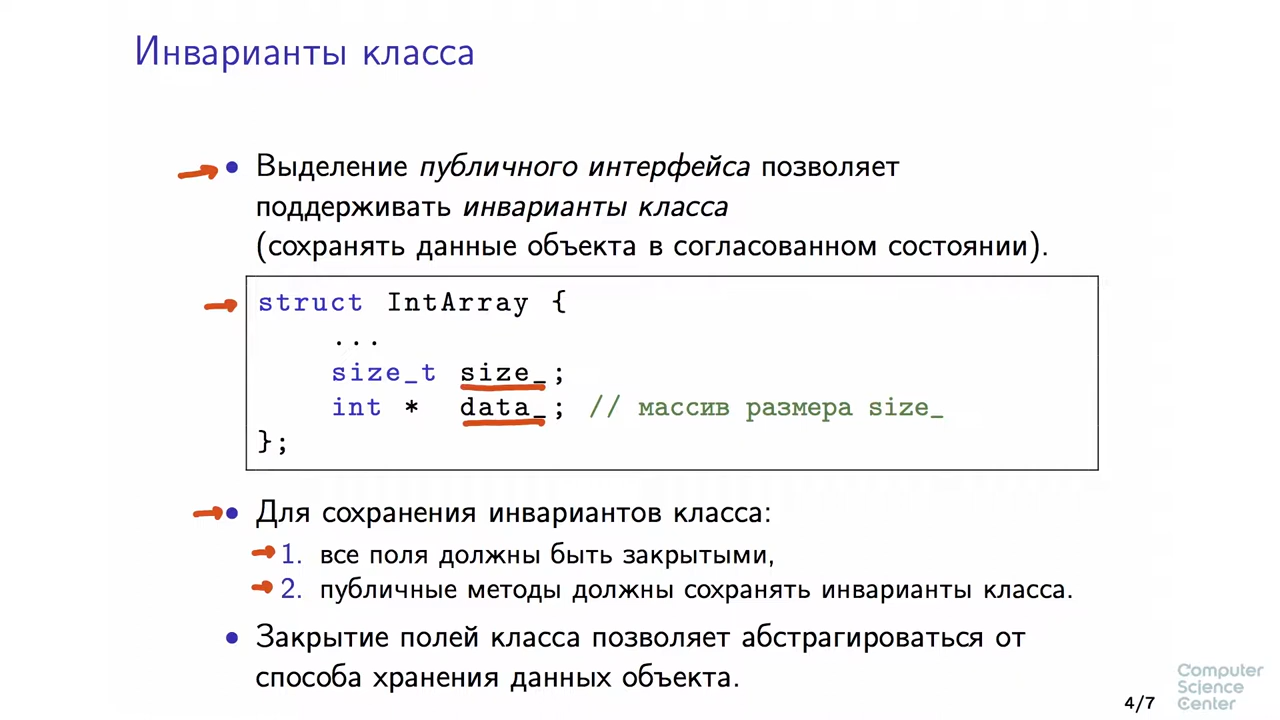 Инварианты класса
• Выделение публичного интерфейса позволяет
поддерживать инварианты класса
(сохранять данные объекта в согласованном состоянии).
struct IntArray {
...
size_t size_;
int * data_; // массив размера size_
};
• Для сохранения инвариантов класса:
1. все поля должны быть закрытыми,
2. публичные методы должны сохранять инварианты класса.
• Закрытие полей класса позволяет абстрагироваться от
способа хранения данных объекта.
4/7
Computer
Science
Center